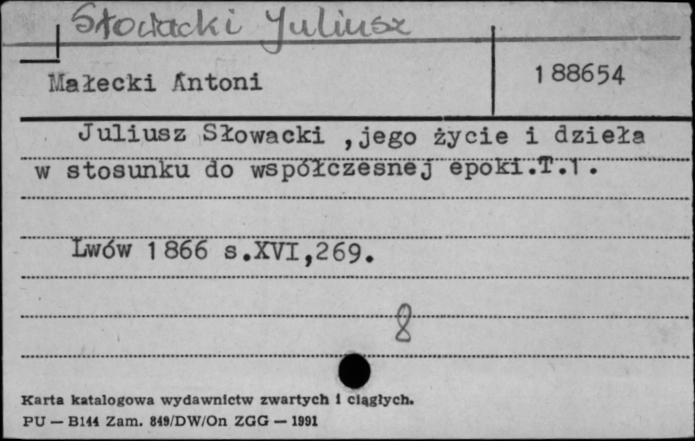 Słowacki Juliusz
Małecki Antoni 188654
Juliusz Słowacki ,jego życie i dzieła
w stosunku do współczesnej epoki.T.1.
Lwów 1866 s.XVI,269.
8
Karta katalogowa wydawnictw zwartych i ciągłych.
PU — B144 Zam. 849/DW/On ZGG — 1991